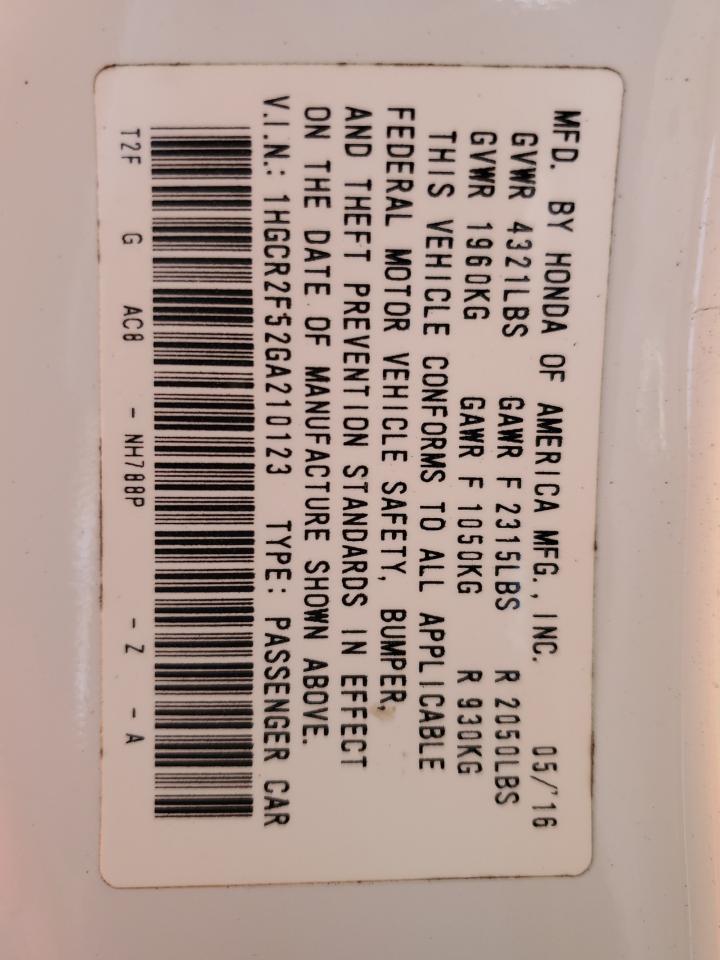 MFD. BY HONDA OF AMERICA MFG., INC. 05/'16
GVWR 4321LBS GAWR F 2315LBS R 2050LBS
GVWR 1960KG GAWR F 1050KG R 930KG
THIS VEHICLE CONFORMS TO ALL APPLICABLE
FEDERAL MOTOR VEHICLE SAFETY, BUMPER,
AND THEFT PREVENTION STANDARDS IN EFFECT
ON THE DATE OF MANUFACTURE SHOWN ABOVE.
V.I.N.: 1HGCR2F52GA210123 TYPE: PASSENGER CAR
T2F G AC8 - NH788P - Z - A